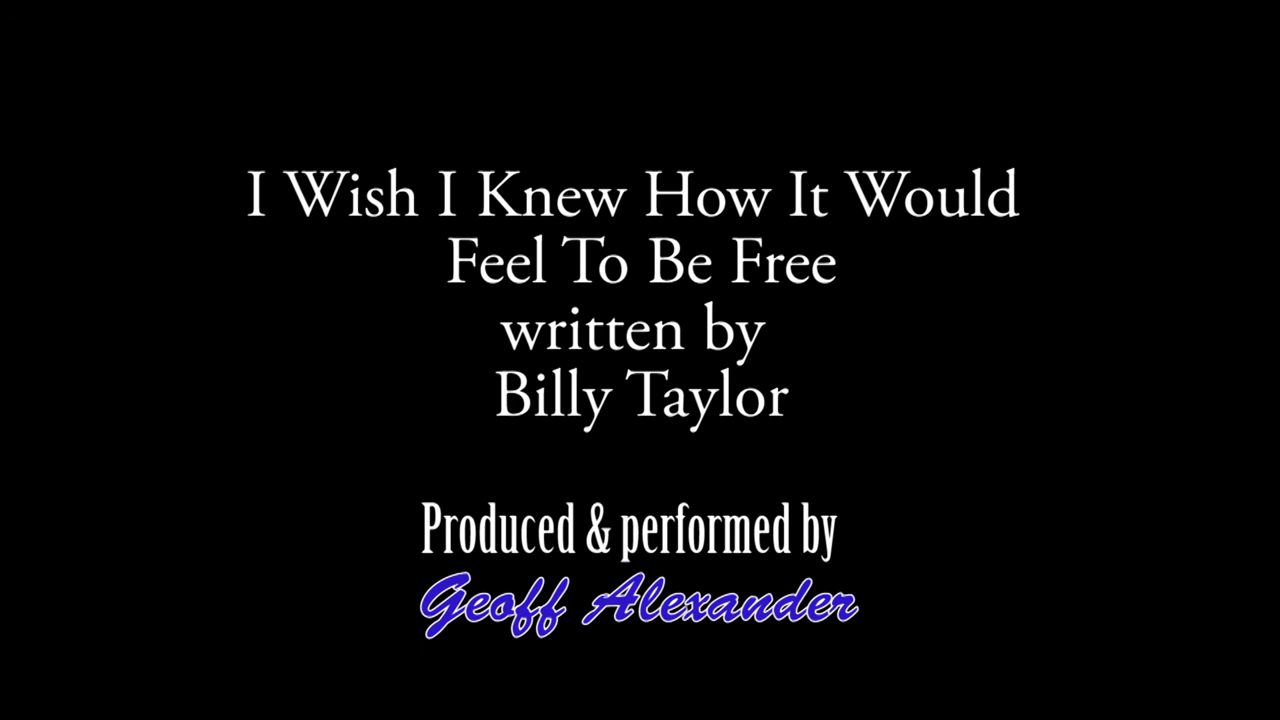 I Wish I Knew How It Would
Feel To Be Free
written by
Billy Taylor
Produced & performed by
Geoff Alexander